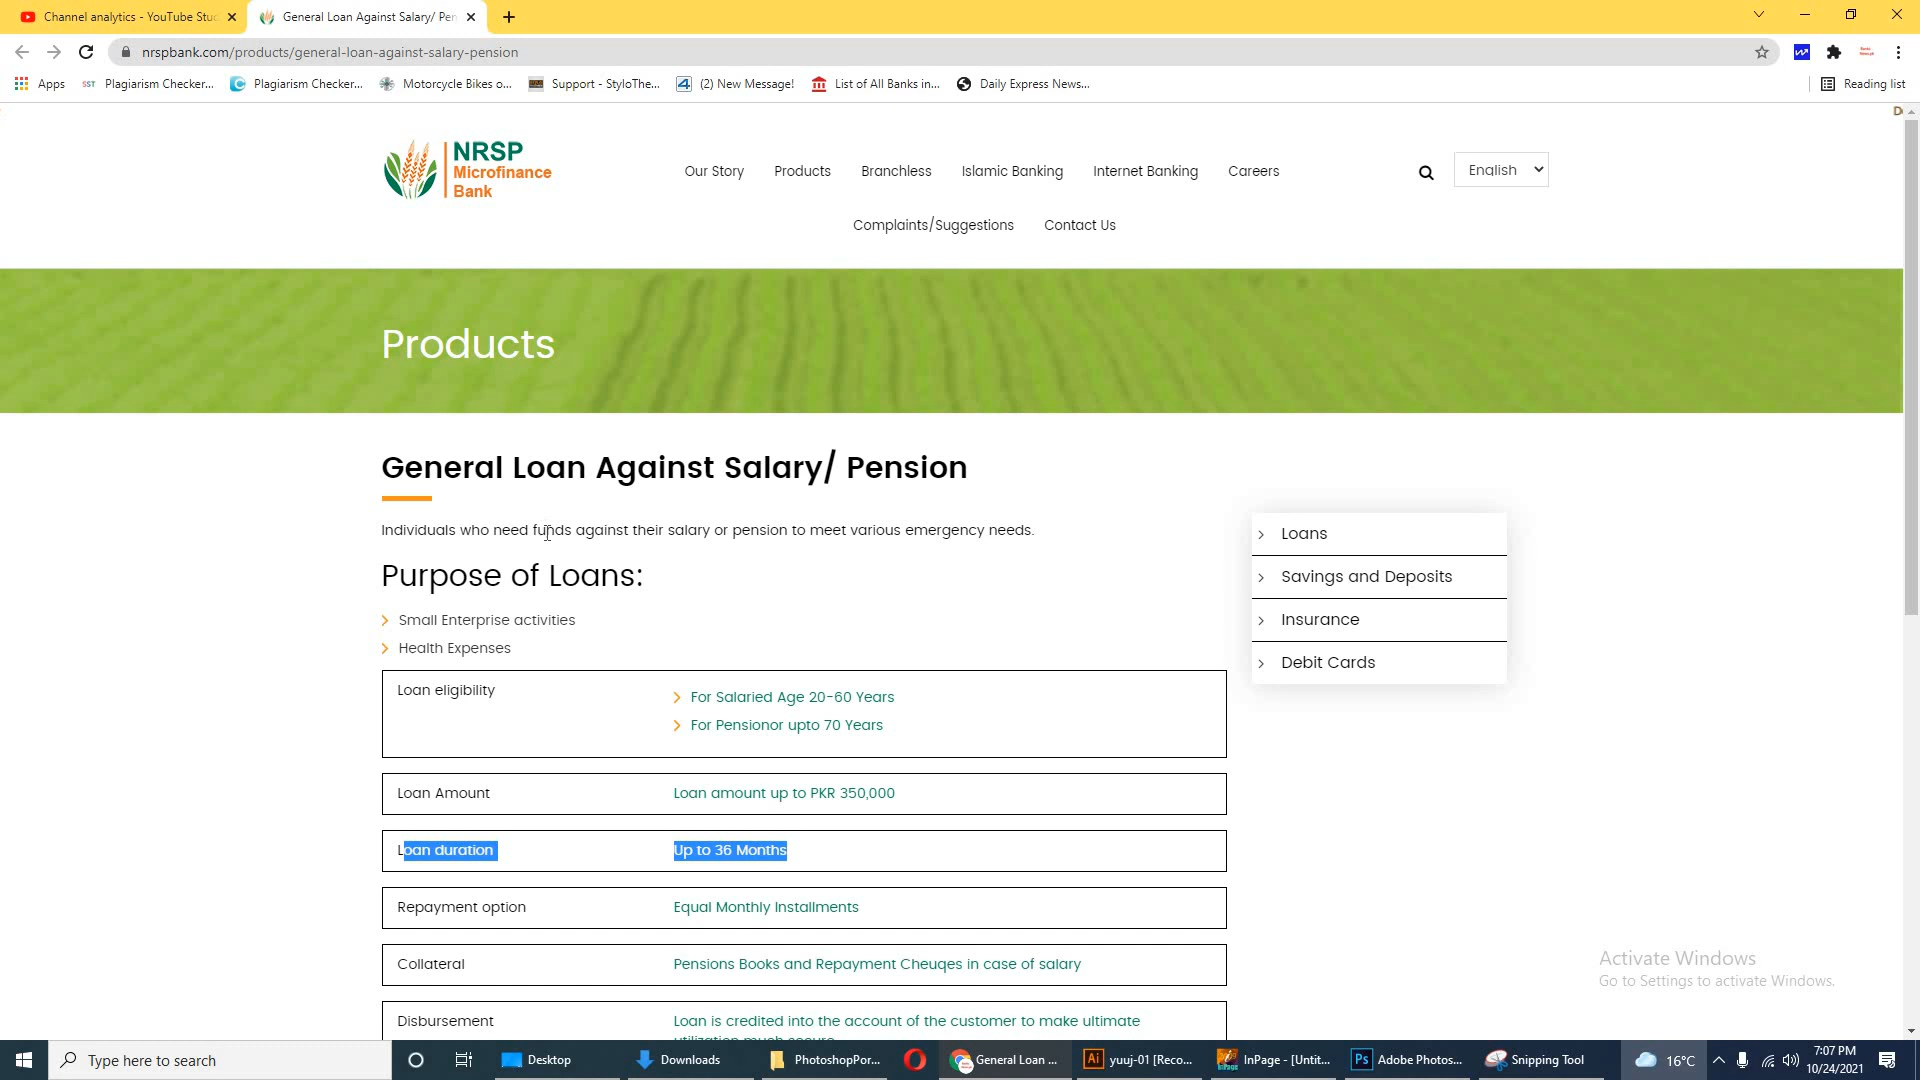 Channel analytics - YouTube Stud
General Loan Against Salary/ Pen
nrspbank.com/products/general-loan-against-salary-pension
Apps
SST Plagiarism Checker...
Plagiarism Checker...
Motorcycle Bikes o...
Support - StyloThe...
(2) New Message!
List of All Banks in...
Daily Express News...
Reading list
NRSP
Microfinance
Bank
Our Story
Products
Branchless
Islamic Banking
Internet Banking
Careers
English
Complaints/Suggestions
Contact Us
Products
General Loan Against Salary/ Pension
Individuals who need funds against their salary or pension to meet various emergency needs.
Purpose of Loans:
Small Enterprise activities
Health Expenses
Loan eligibility
For Salaried Age 20-60 Years
For Pensionor upto 70 Years
Loan Amount
Loan amount up to PKR 350,000
Loan duration
Up to 36 Months
Repayment option
Equal Monthly Installments
Collateral
Pensions Books and Repayment Cheuqes in case of salary
Disbursement
Loan is credited into the account of the customer to make ultimate
Loans
Savings and Deposits
Insurance
Debit Cards
Activate Windows
Go to Settings to activate Windows.
Type here to search
Desktop
Downloads
PhotoshopPor...
General Loan ...
Ai yuuj-01 [Reco...
InPage - [Untit...
Ps Adobe Photos...
Snipping Tool
16°C
7:07 PM
10/24/2021